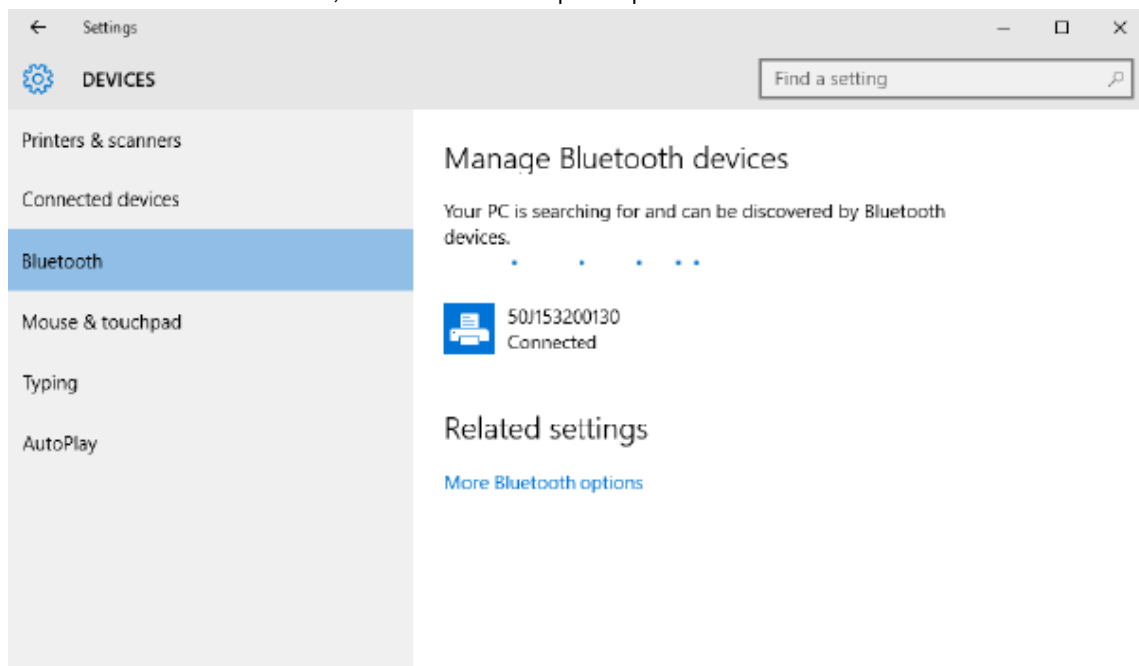 Settings
DEVICES
Find a setting
Printers & scanners
Connected devices
Bluetooth
Mouse & touchpad
Typing
AutoPlay
Manage Bluetooth devices
Your PC is searching for and can be discovered by Bluetooth
devices.
50J153200130
Connected
Related settings
More Bluetooth options